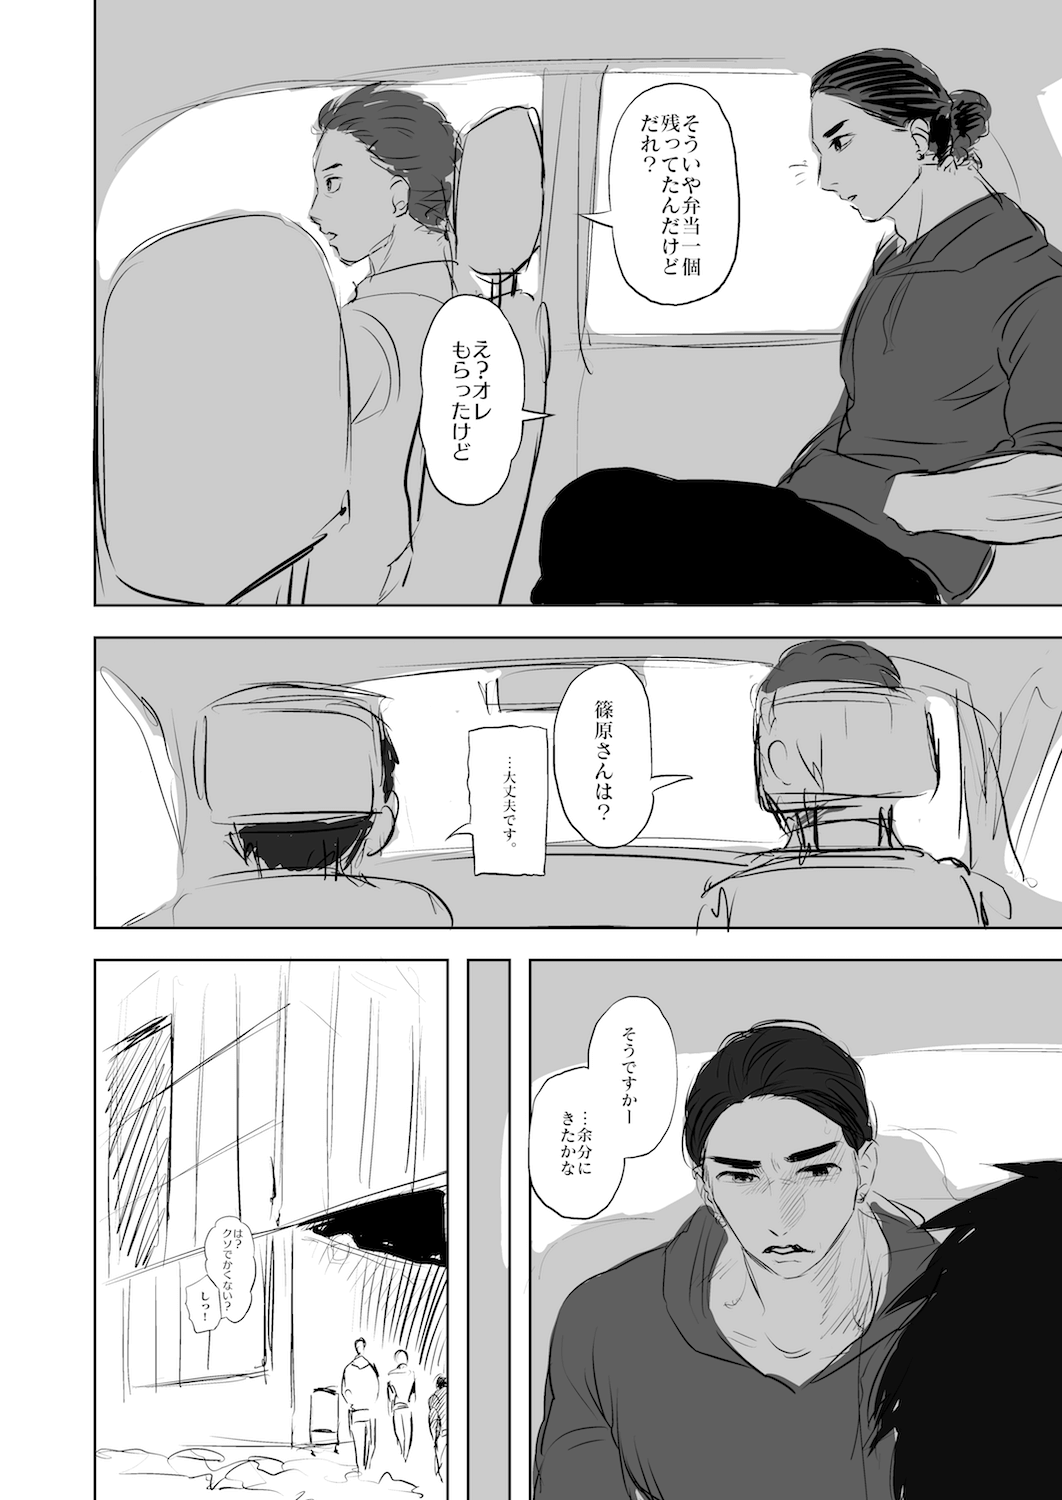 そういや弁当一個
残ってたんだけど
だれ？
え？オレ
もらったけど
篠原さんは？
…大丈夫です。
そうですかー
…余分に
きたかな
は？
クソでかくない？
しっ！